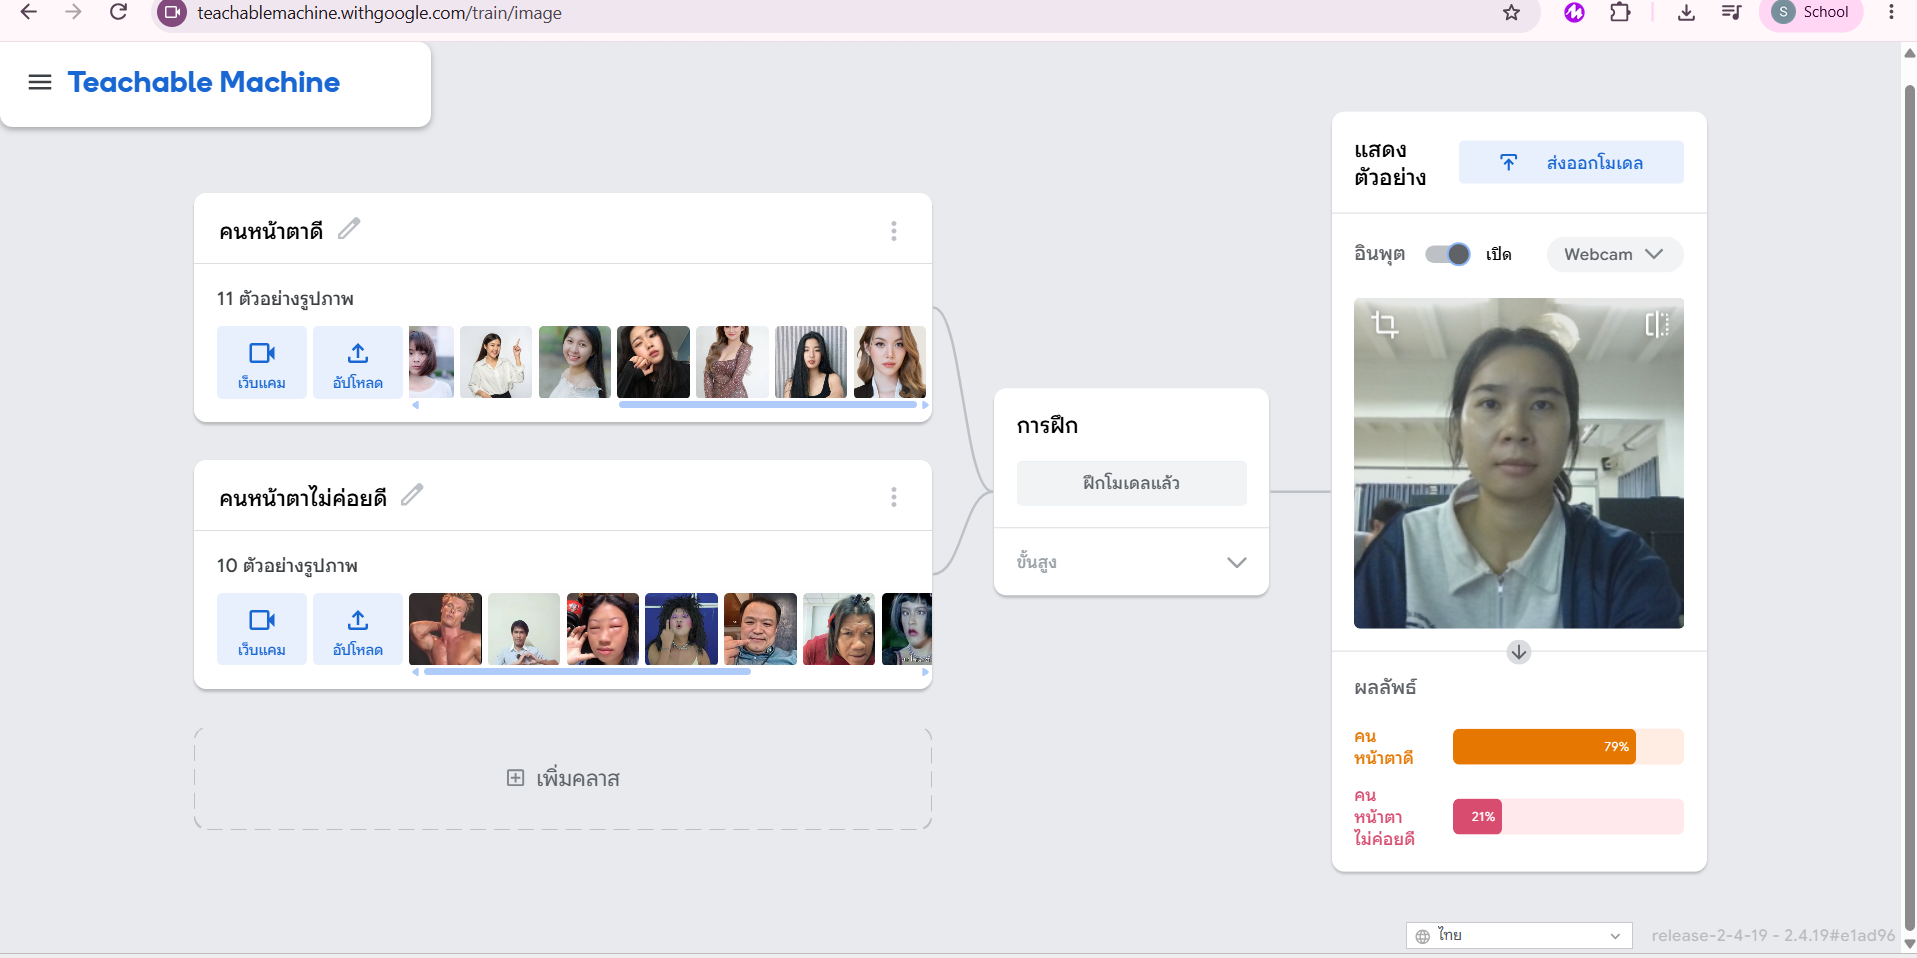 teachablemachine.withgoogle.com/train/image
S School
Teachable Machine
คนหน้าตาดี
11 ตัวอย่างรูปภาพ
เว็บแคม
อัปโหลด
คนหน้าตาไม่ค่อยดี
10 ตัวอย่างรูปภาพ
เว็บแคม
อัปโหลด
เพิ่มคลาส
การฝึก
ฝึกโมเดลแล้ว
ขั้นสูง
แสดง
ตัวอย่าง
ส่งออกโมเดล
อินพุต
เปิด
Webcam
ผลลัพธ์
คน
หน้าตาดี
79%
คน
หน้าตา
ไม่ค่อยดี
21%
ไทย
release-2-4-19 - 2.4.19#e1ad96